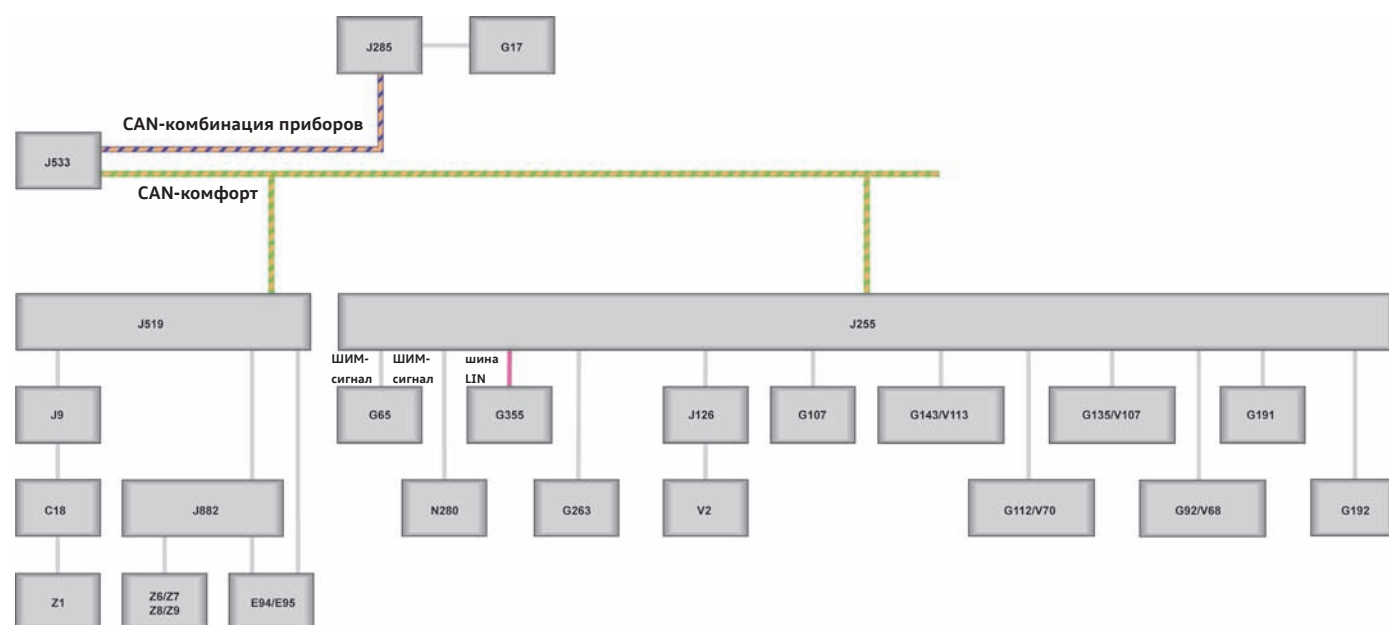 J285
G17
CAN-комбинация приборов
J533
CAN-комфорт
J519
J255
ШИМ-
сигнал
ШИМ-
сигнал
шина
LIN
J9
G65
G355
J126
G107
G143/V113
G135/V107
G191
C18
J882
N280
G263
V2
G112/V70
G92/V68
G192
Z1
Z6/Z7
Z8/Z9
E94/E95